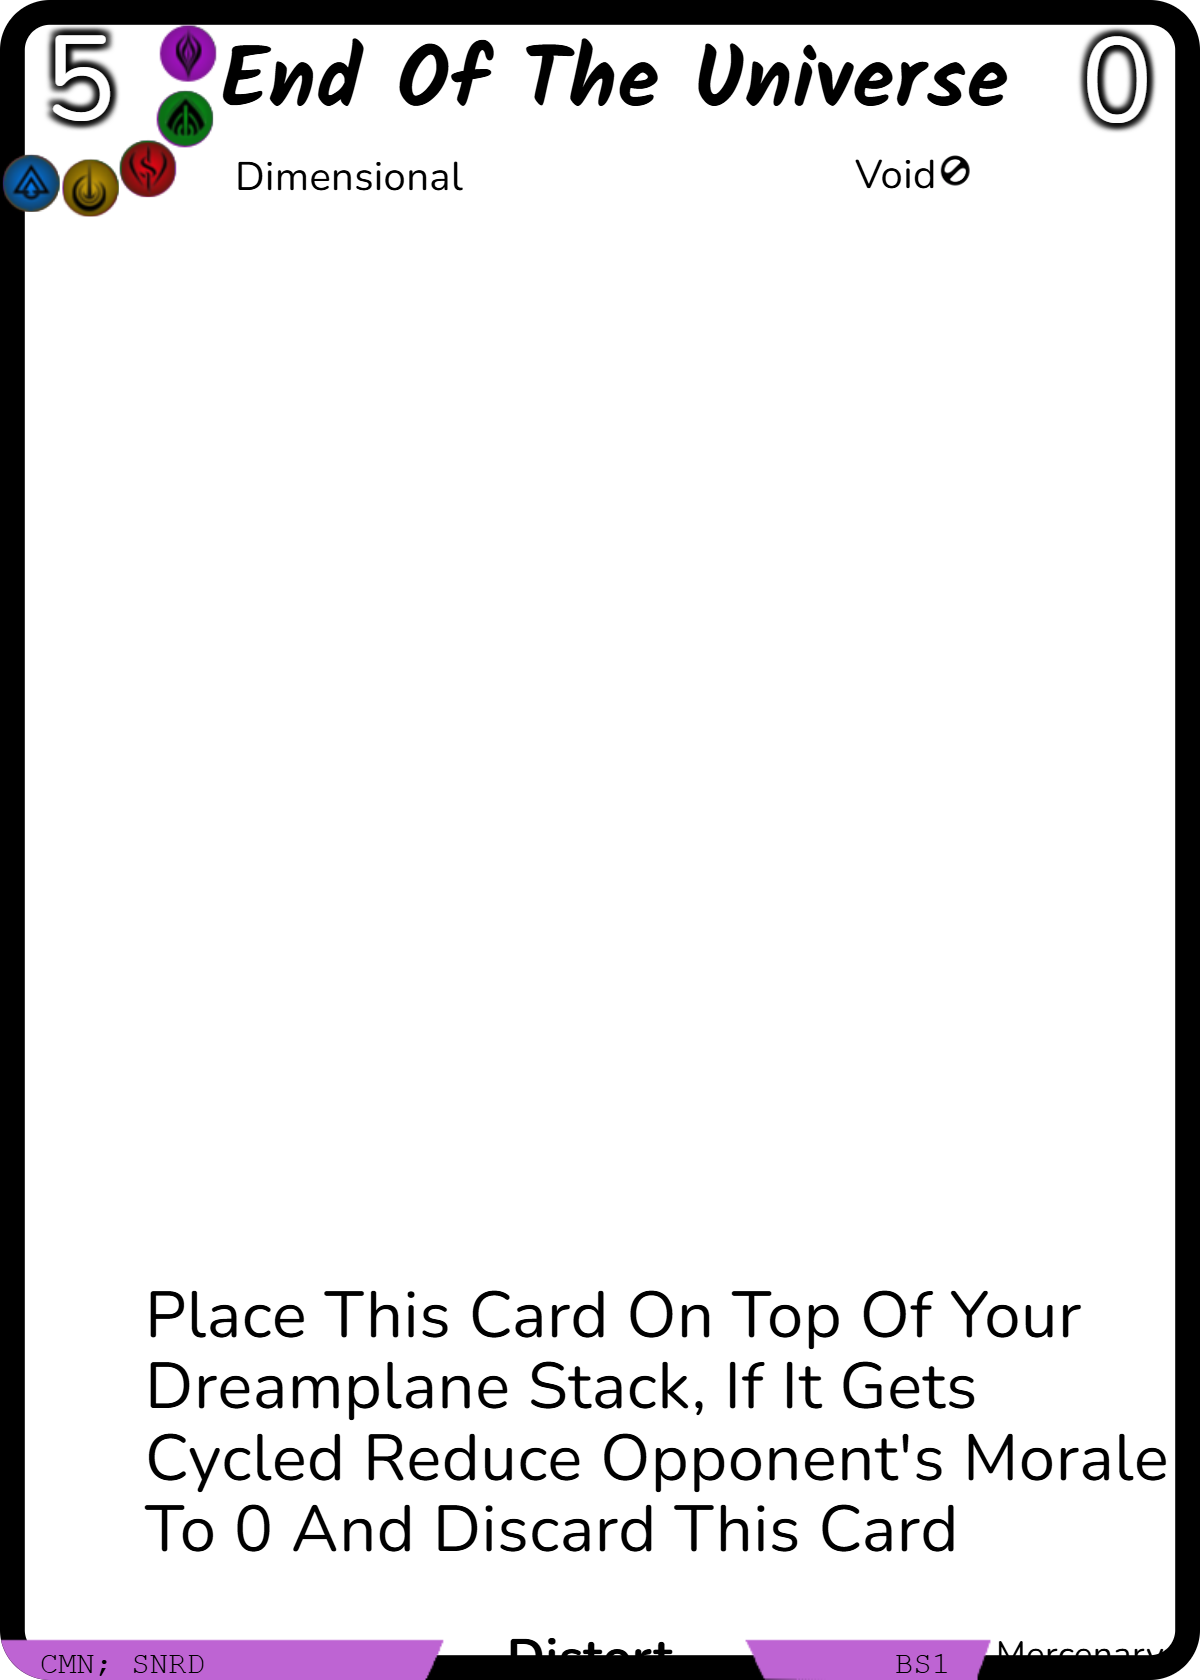 5 End Of The Universe 0
Dimensional Void
Place This Card On Top Of Your
Dreamplane Stack, If It Gets
Cycled Reduce Opponent's Morale
To 0 And Discard This Card
Distort
Mercenary
CMN; SNRD BS1